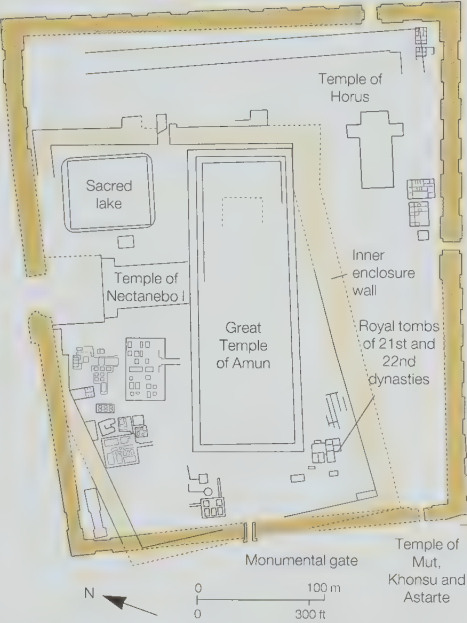 Temple of
Horus
Sacred
lake
Temple of
Nectanebo I
Inner
enclosure
wall
Great
Temple
of Amun
Royal tombs
of 21st and
22nd
dynasties
Monumental gate
Temple of
Mut,
Khonsu and
Astarte
N
0 100 m
0 300 ft